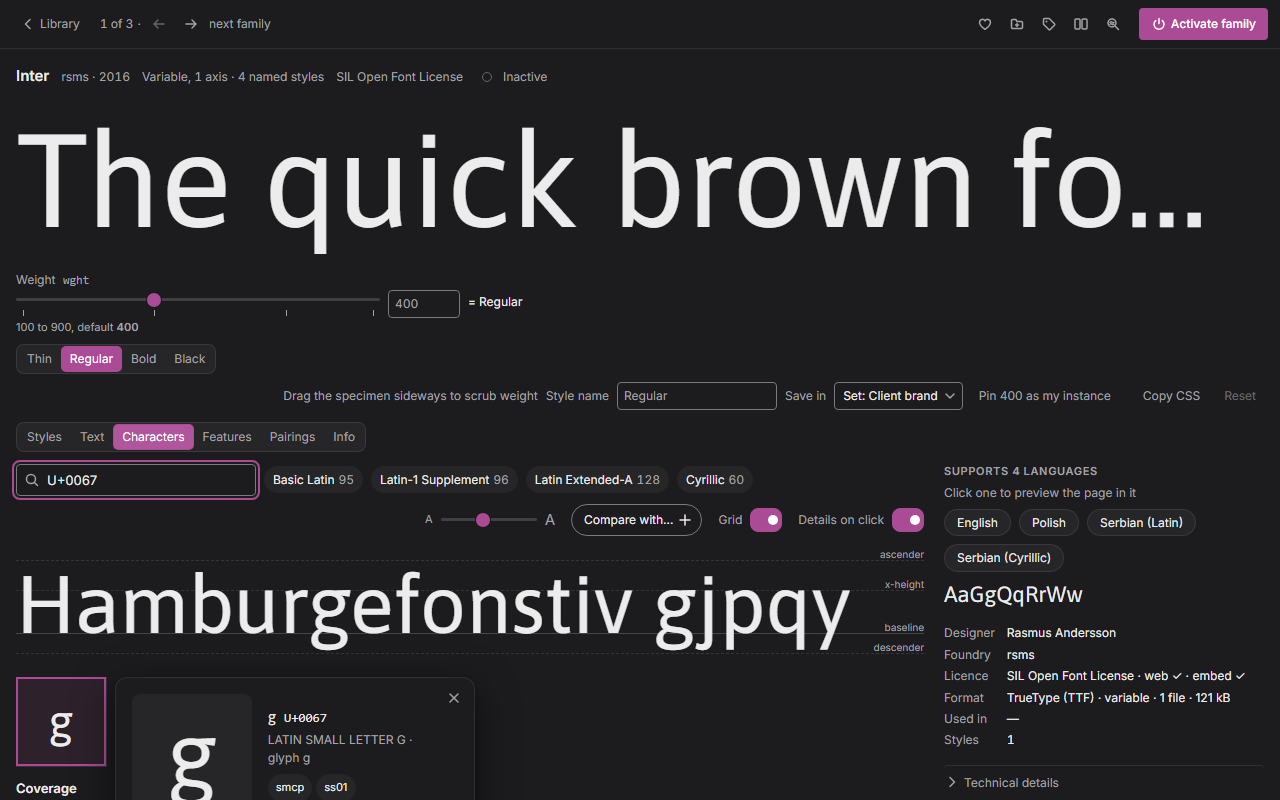 Library 1 of 3 · next family Activate family
Inter rsms · 2016 Variable, 1 axis · 4 named styles SIL Open Font License Inactive
The quick brown fo...
Weight wght
400 = Regular
100 to 900, default 400
Thin Regular Bold Black
Drag the specimen sideways to scrub weight Style name Regular Save in Set: Client brand Pin 400 as my instance Copy CSS Reset
Styles Text Characters Features Pairings Info
U+0067 Basic Latin 95 Latin-1 Supplement 96 Latin Extended-A 128 Cyrillic 60
A A Compare with... Grid Details on click
ascender
x-height
Hamburgefonstiv gjpqy
baseline
descender
g
g U+0067
LATIN SMALL LETTER G ·
glyph g
g
smcp ss01
Coverage
SUPPORTS 4 LANGUAGES
Click one to preview the page in it
English Polish Serbian (Latin)
Serbian (Cyrillic)
AaGgQqRrWw
Designer Rasmus Andersson
Foundry rsms
Licence SIL Open Font License · web ✓ · embed ✓
Format TrueType (TTF) · variable · 1 file · 121 kB
Used in —
Styles 1
Technical details